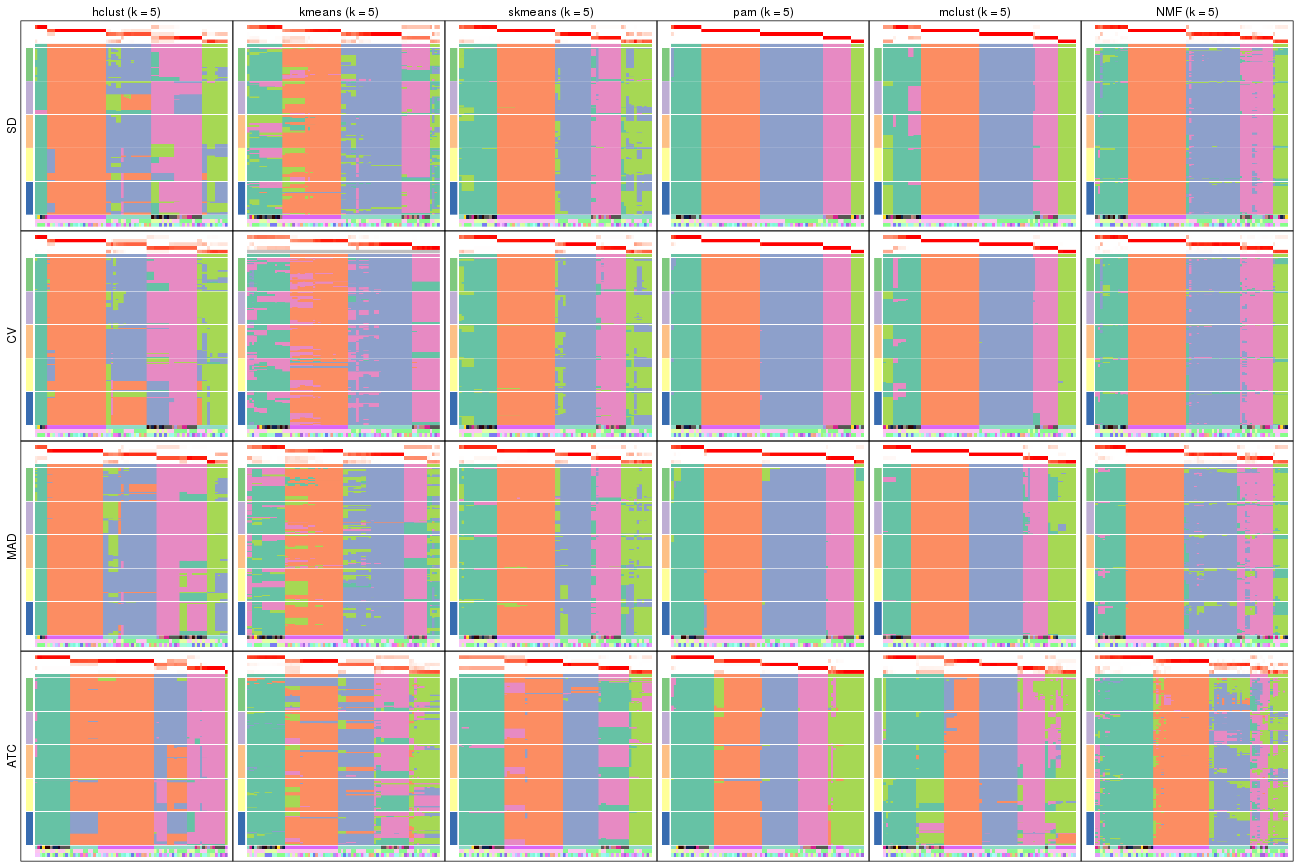 hclust (k = 5) kmeans (k = 5) skmeans (k = 5) pam (k = 5) mclust (k = 5) NMF (k = 5)
SD
CV
MAD
ATC